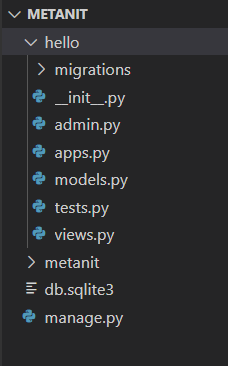 METANIT
hello
migrations
__init__.py
admin.py
apps.py
models.py
tests.py
views.py
metanit
db.sqlite3
manage.py